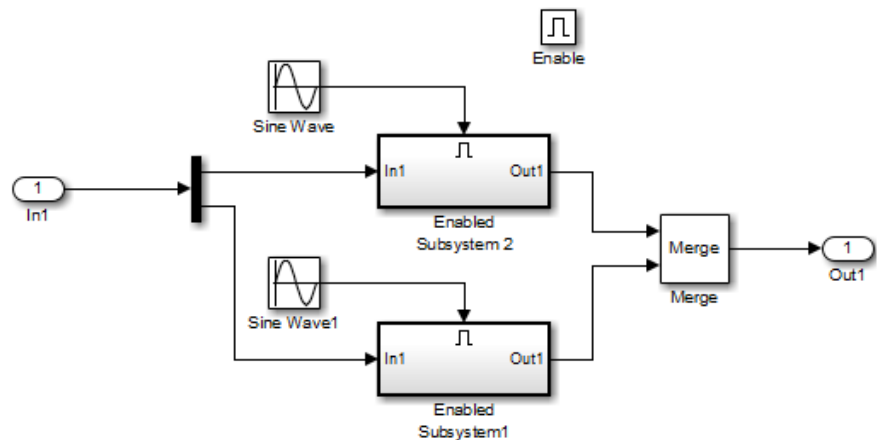 Enable
Sine Wave
In1
Out1
Enabled
Subsystem 2
1
In1
Merge
Merge
1
Out1
Sine Wave1
In1
Out1
Enabled
Subsystem1